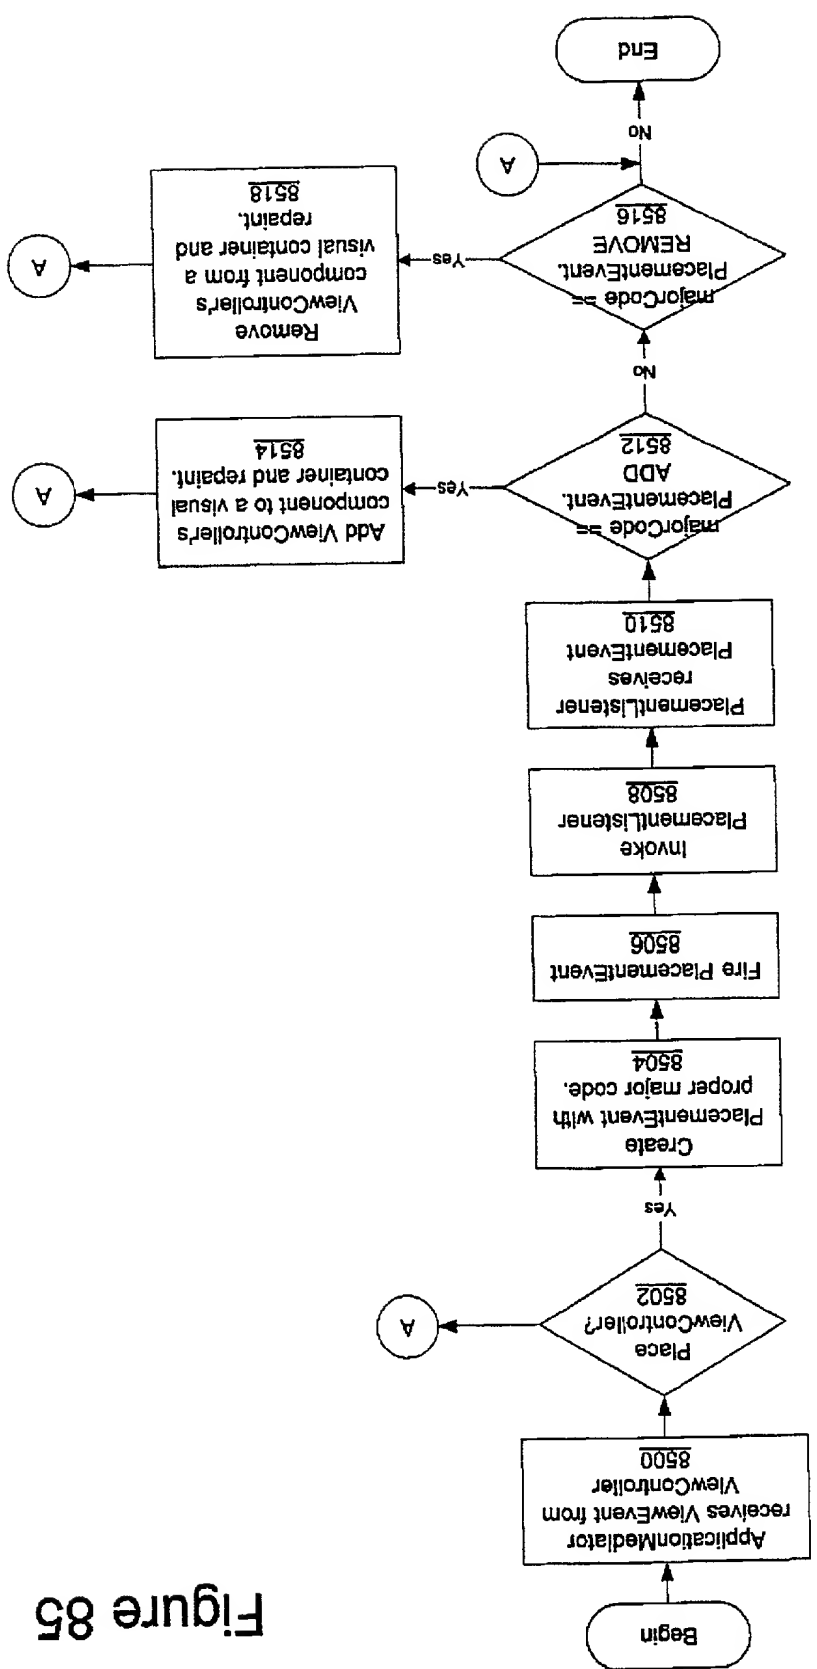 Figure 85
Begin
ApplicationMediator
receives ViewEvent from
ViewController
8500
Place
ViewController?
8502
A
Yes
Create
PlacementEvent with
proper major code.
8504
Fire PlacementEvent
8506
Invoke
PlacementListener
8508
PlacementListener
receives
PlacementEvent
8510
majorCode ==
PlacementEvent.
ADD
8512
Yes
Add ViewController's
component to a visual
container and repaint.
8514
A
No
majorCode ==
PlacementEvent.
REMOVE
8516
Yes
Remove
ViewController's
component from a
visual container and
repaint.
8518
A
A
No
End